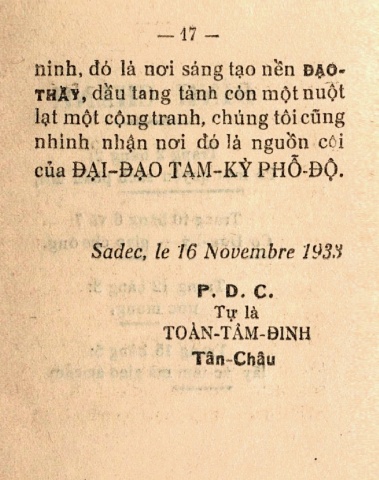 — 17 —
ninh, đó là nơi sáng tạo nền ĐẠO-
THẦY, dầu tang tành còn một nuột
lạt một cộng tranh, chúng tôi cũng
nhình nhận nơi đó là nguồn cội
của ĐẠI-ĐẠO TAM-KỲ PHỔ-ĐỘ.
Sadec, le 16 Novembre 1933
P. D. C.
Tự là
TOÀN-TÂM-ĐINH
Tân-Châu